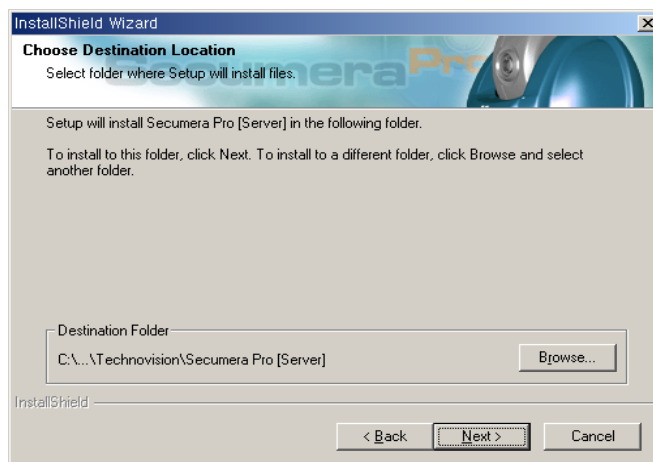 InstallShield Wizard
Choose Destination Location
Select folder where Setup will install files.
Secumera Pro
Setup will install Secumera Pro [Server] in the following folder.
To install to this folder, click Next. To install to a different folder, click Browse and select
another folder.
Destination Folder
C:\...\Technovision\Secumera Pro [Server]
Browse...
InstallShield
< Back
Next >
Cancel